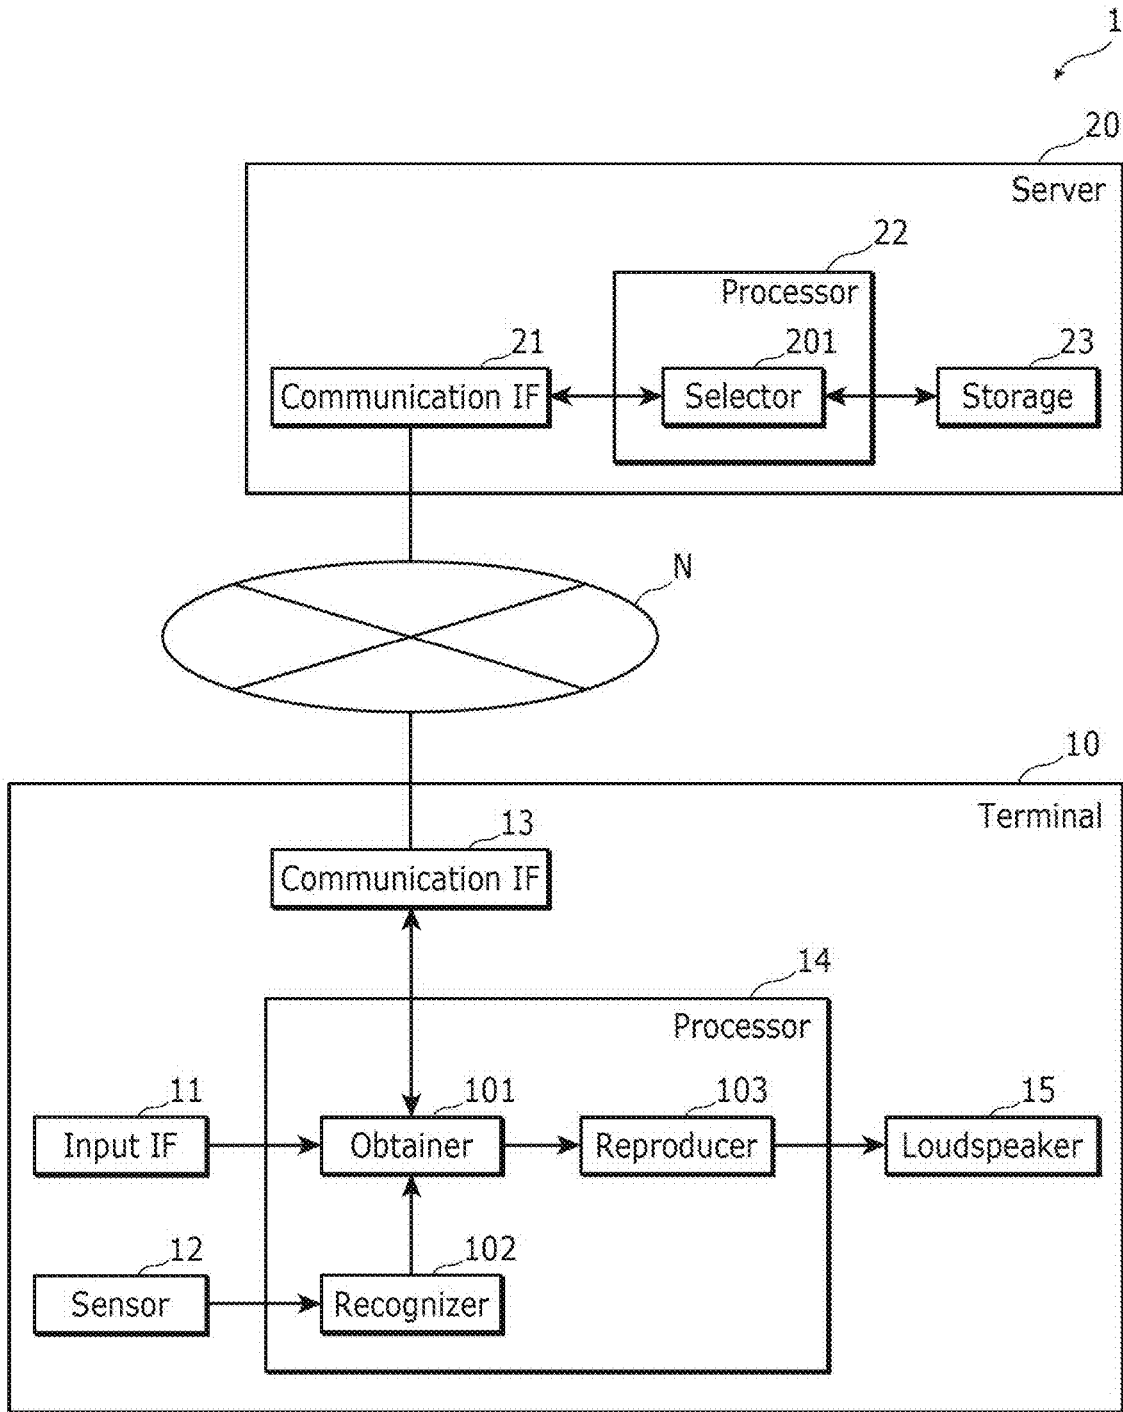 1
20
Server
22
Processor
21
201
23
Communication IF
Selector
Storage
N
10
Terminal
13
Communication IF
14
Processor
11
101
103
15
Input IF
Obtainer
Reproducer
Loudspeaker
12
102
Sensor
Recognizer